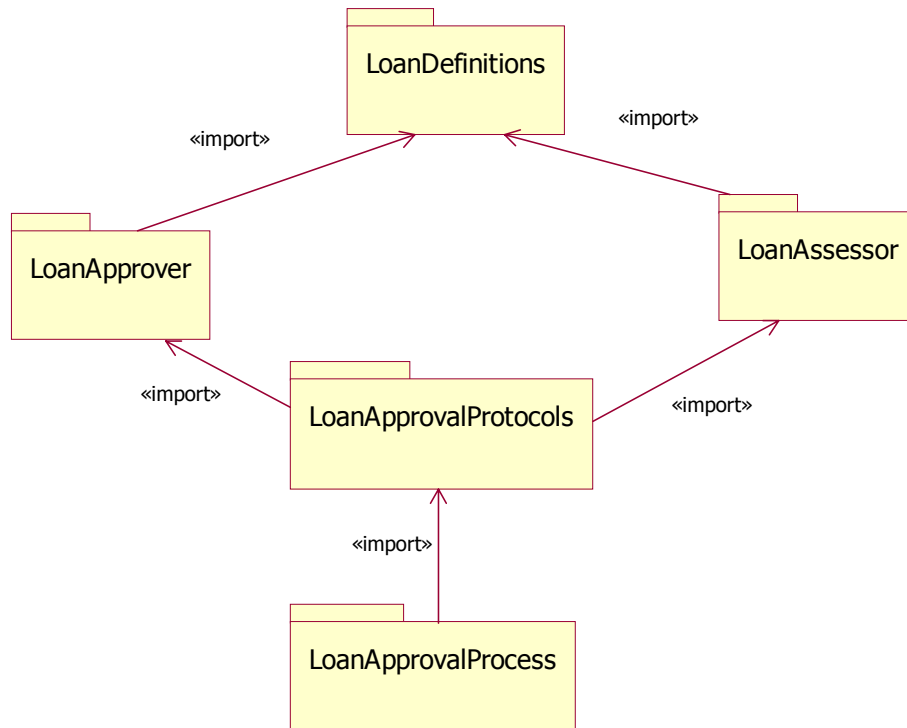 LoanDefinitions
«import»
«import»
LoanApprover
LoanAssessor
«import»
LoanApprovalProtocols
«import»
«import»
LoanApprovalProcess